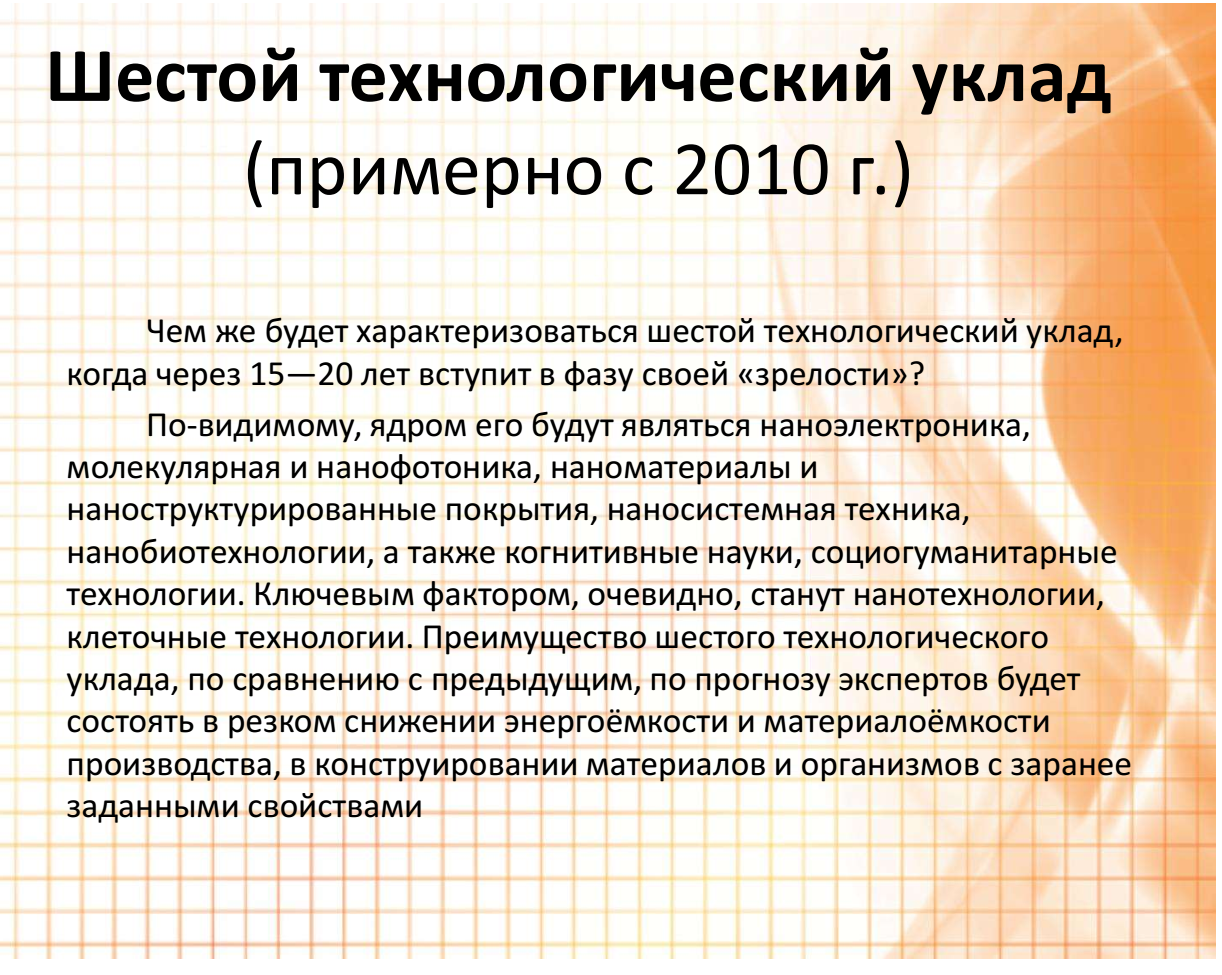 Шестой технологический уклад
(примерно с 2010 г.)
Чем же будет характеризоваться шестой технологический уклад,
когда через 15—20 лет вступит в фазу своей «зрелости»?
По-видимому, ядром его будут являться наноэлектроника,
молекулярная и нанофотоника, наноматериалы и
наноструктурированные покрытия, наносистемная техника,
нанобиотехнологии, а также когнитивные науки, социогуманитарные
технологии. Ключевым фактором, очевидно, станут нанотехнологии,
клеточные технологии. Преимущество шестого технологического
уклада, по сравнению с предыдущим, по прогнозу экспертов будет
состоять в резком снижении энергоёмкости и материалоёмкости
производства, в конструировании материалов и организмов с заранее
заданными свойствами